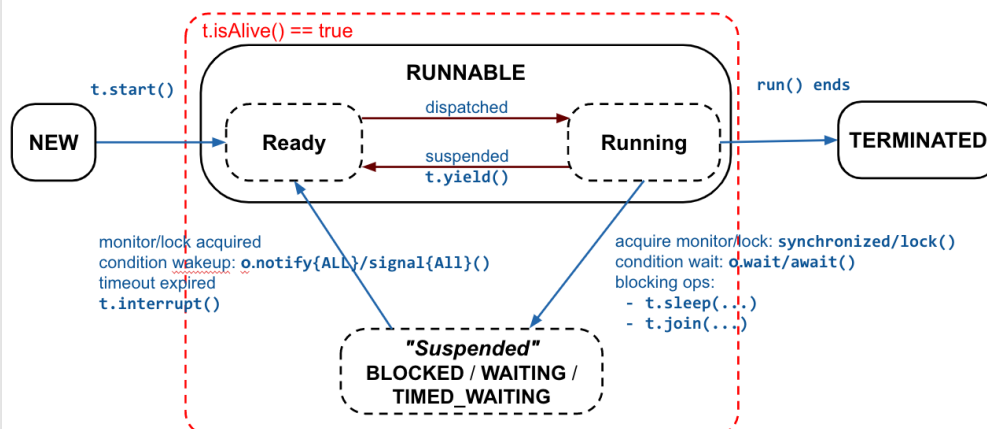 t.isAlive() == true
RUNNABLE
t.start()
run() ends
dispatched
NEW
Ready
Running
TERMINATED
suspended
t.yield()
monitor/lock acquired
condition wakeup: o.notify{ALL}/signal{All}()
timeout expired
t.interrupt()
acquire monitor/lock: synchronized/lock()
condition wait: o.wait/await()
blocking ops:
- t.sleep(...)
- t.join(...)
"Suspended"
BLOCKED / WAITING /
TIMED_WAITING